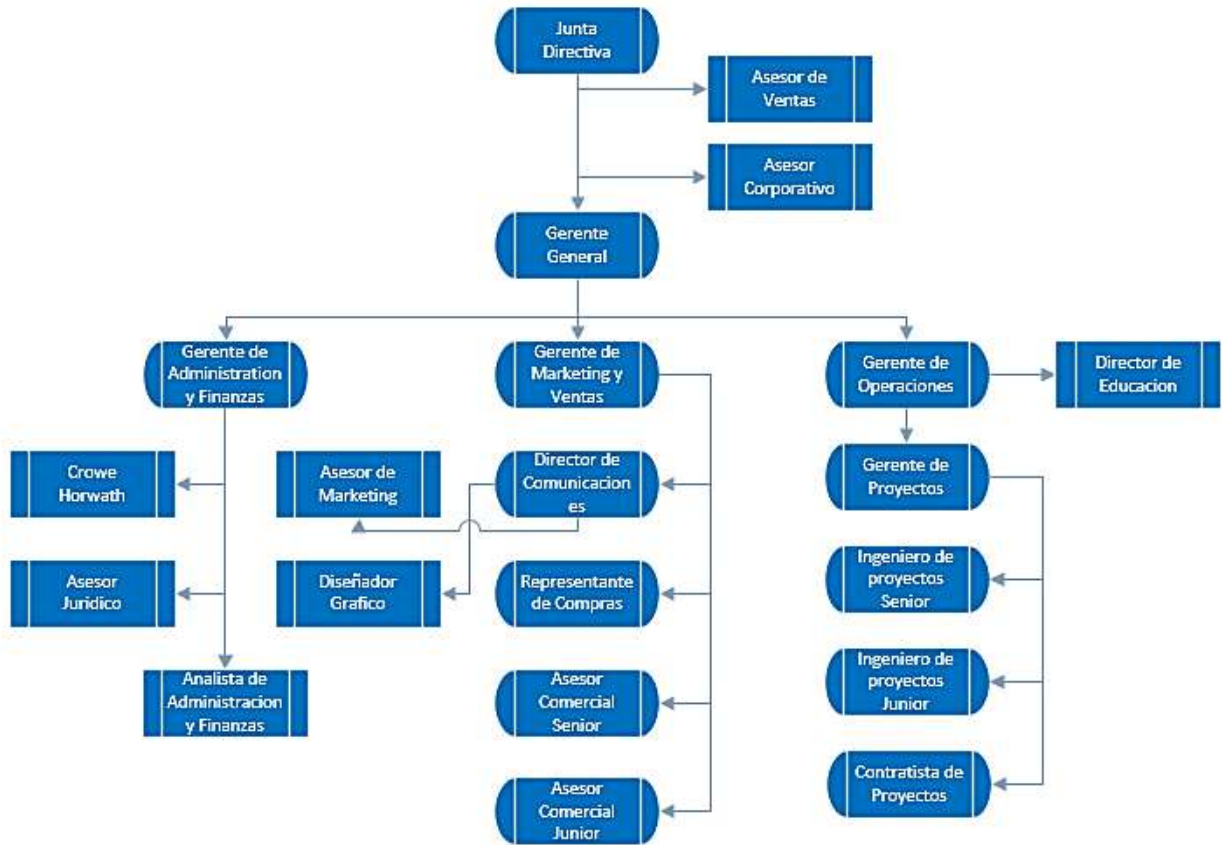 Junta
Directiva
Asesor de
Ventas
Asesor
Corporativo
Gerente
General
Gerente de
Administration
y Finanzas
Gerente de
Marketing y
Ventas
Gerente de
Operaciones
Director de
Educacion
Crowe
Horwath
Asesor de
Marketing
Director de
Comunicacion
es
Gerente de
Proyectos
Asesor
Juridico
Diseñador
Grafico
Representante
de Compras
Ingeniero de
proyectos
Senior
Analista de
Administracion
y Finanzas
Asesor
Comercial
Senior
Ingeniero de
proyectos
Junior
Asesor
Comercial
Junior
Contratista de
Proyectos